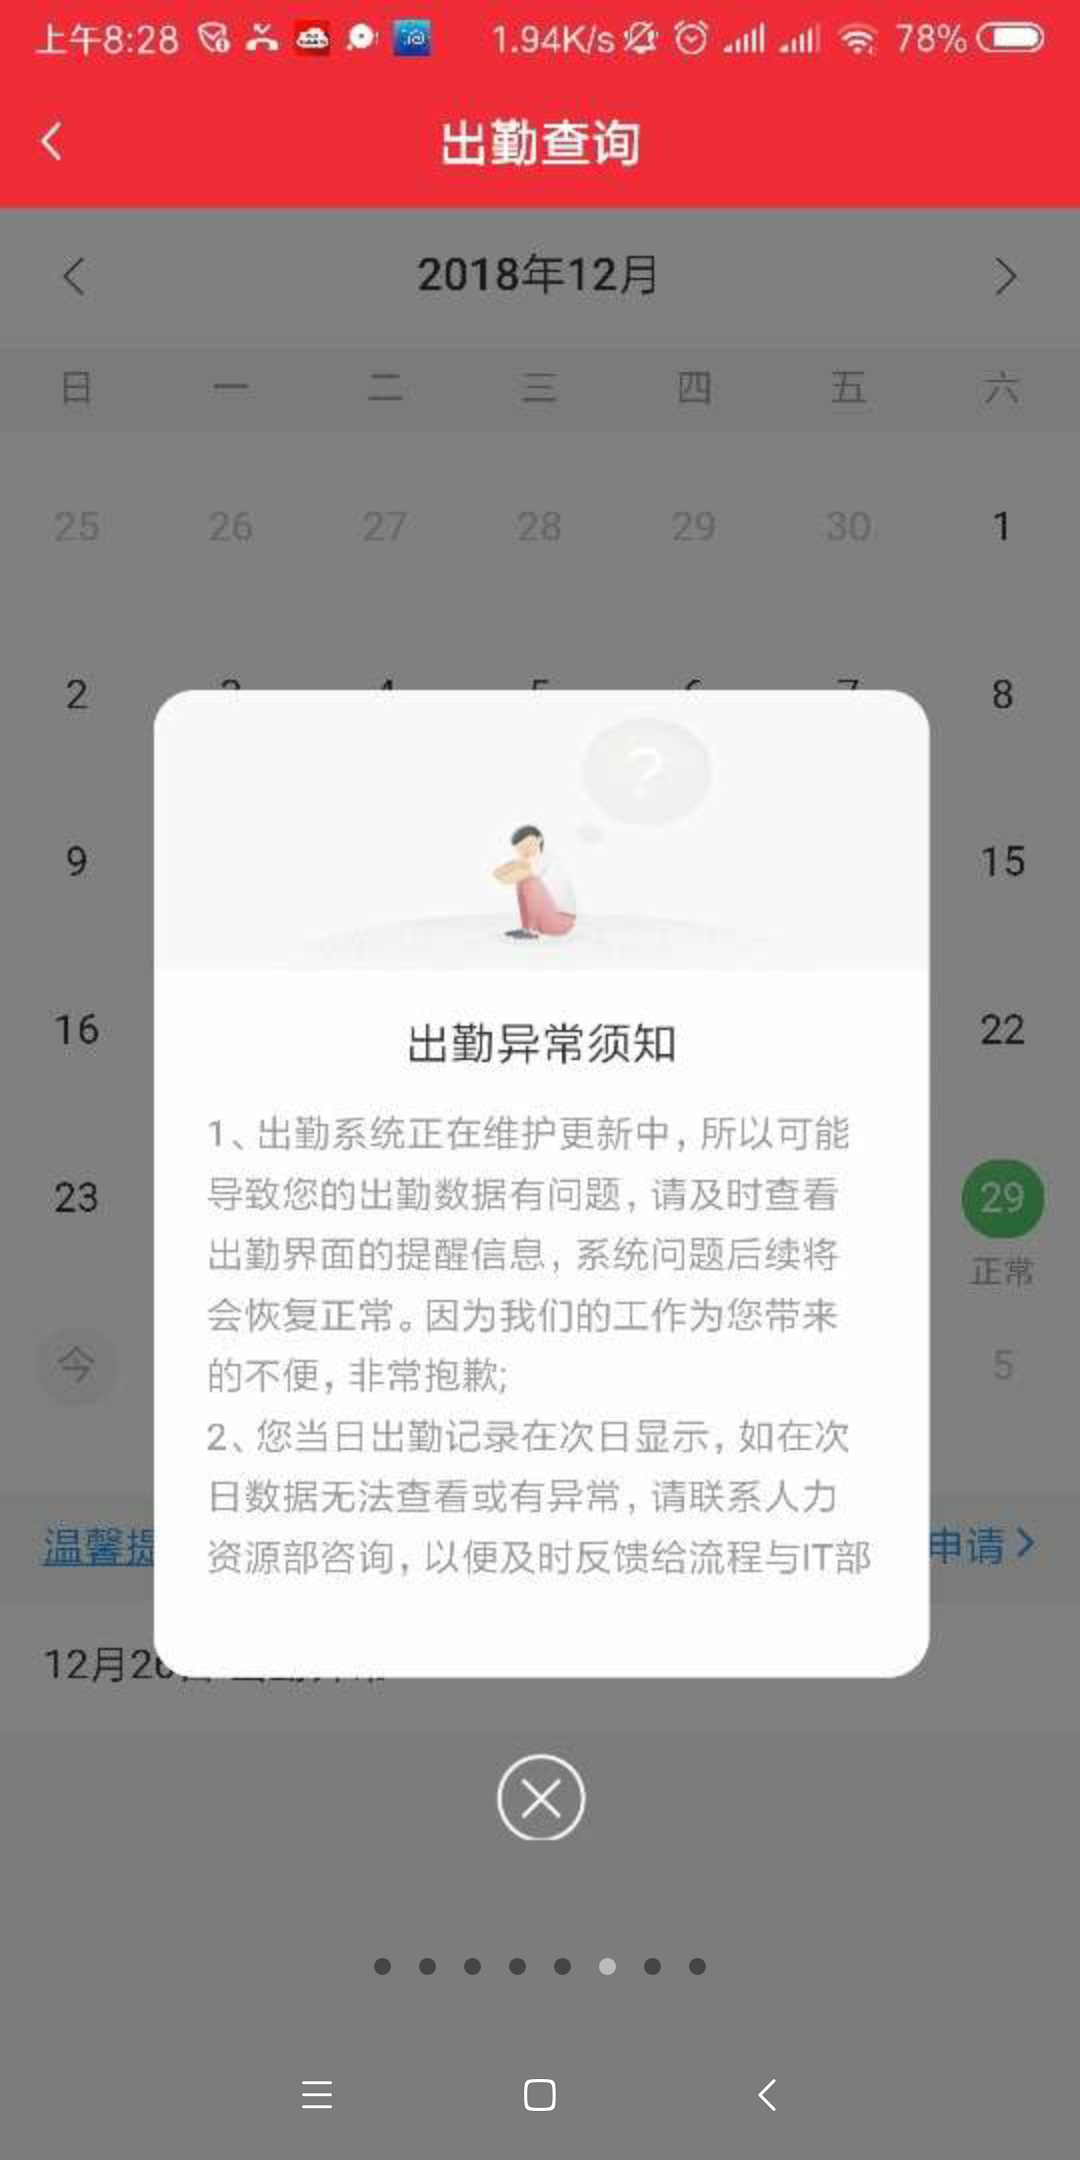 上午8:28 1.94K/s 78%
出勤查询
2018年12月
日 一 二 三 四 五 六
25 26 27 28 29 30 1
2 3 4 5 6 7 8
?
9 15
出勤异常须知
16 22
1、出勤系统正在维护更新中,所以可能
导致您的出勤数据有问题,请及时查看
出勤界面的提醒信息,系统问题后续将
会恢复正常。因为我们的工作为您带来
的不便,非常抱歉;
2、您当日出勤记录在次日显示,如在次
日数据无法查看或有异常,请联系人力
资源部咨询,以便及时反馈给流程与IT部
23 29
正常
今 5
温馨提 申请
12月26日